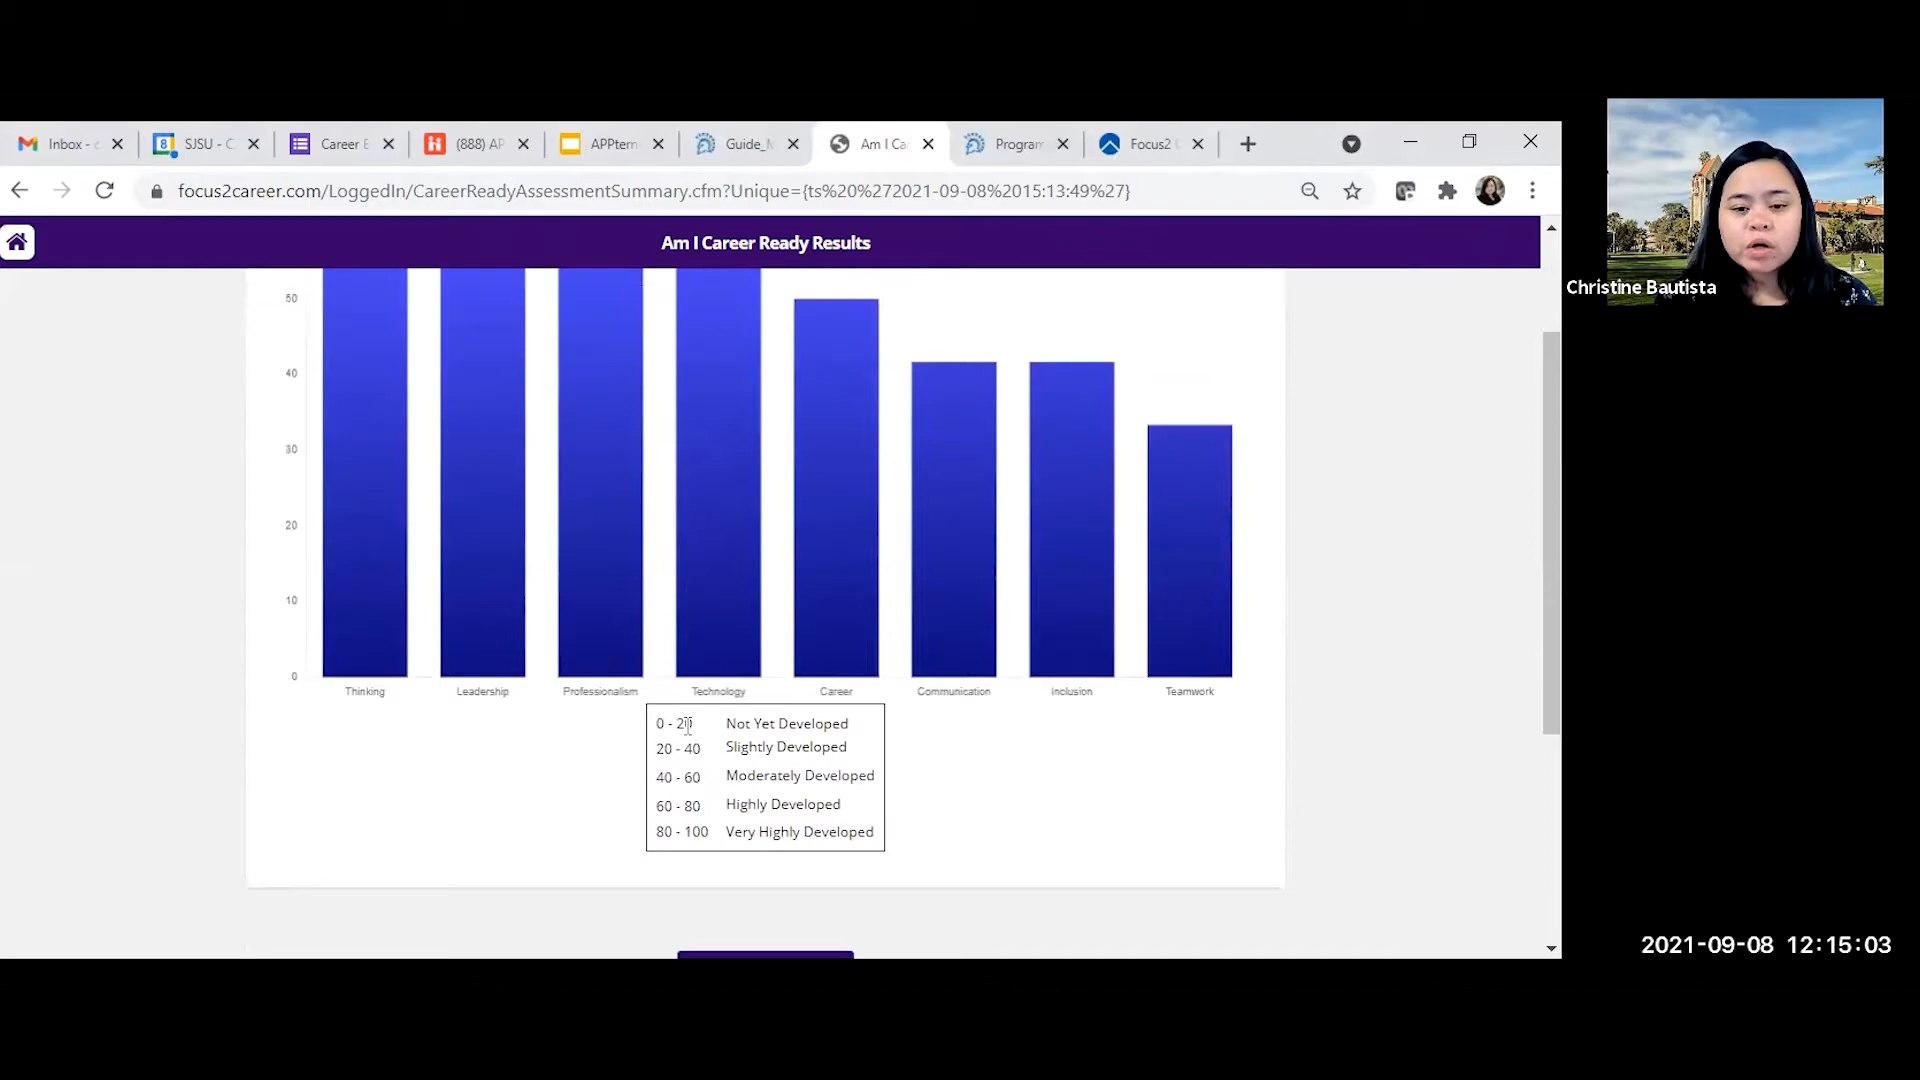 Inbox - c
SJSU - C
Career E
(888) AP
APPtem
Guide_M
Am I Ca
Program
Focus2
focus2career.com/LoggedIn/CareerReadyAssessmentSummary.cfm?Unique={ts%20%272021-09-08%2015:13:49%27}
Am I Career Ready Results
Christine Bautista
50
40
30
20
10
0
Thinking Leadership Professionalism Technology Career Communication Inclusion Teamwork
0 - 20 Not Yet Developed
20 - 40 Slightly Developed
40 - 60 Moderately Developed
60 - 80 Highly Developed
80 - 100 Very Highly Developed
2021-09-08 12:15:03